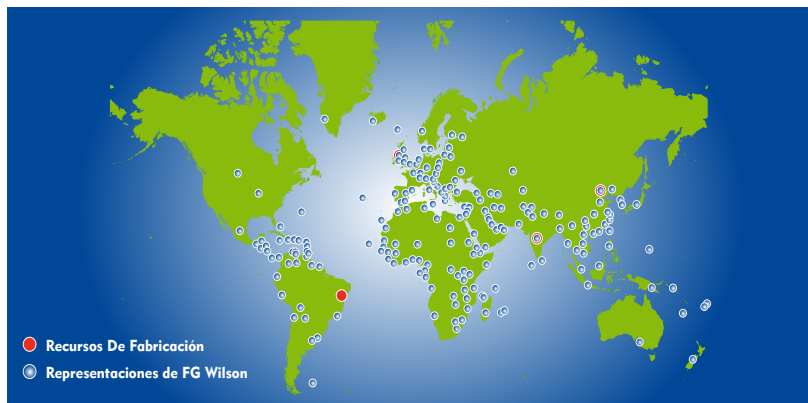 Recursos De Fabricación
Representaciones de FG Wilson